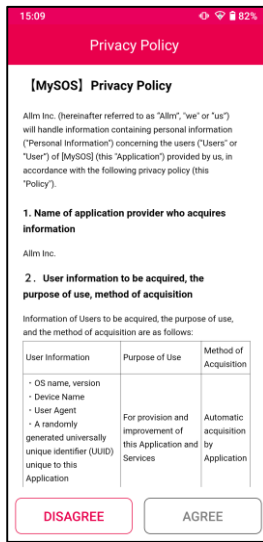 15:09
82%
Privacy Policy
【MySOS】Privacy Policy
Allm Inc. (hereinafter referred to as "Allm", "we" or "us")
will handle information containing personal information
("Personal Information") concerning the users ("Users" or
"User") of [MySOS] (this "Application") provided by us, in
accordance with the following privacy policy (this
"Policy").
1. Name of application provider who acquires
information
Allm Inc.
２．User information to be acquired, the
purpose of use, method of acquisition
Information of Users to be acquired, the purpose of use,
and the method of acquisition are as follows:
User Information
Purpose of Use
Method of
Acquisition
・OS name, version
・Device Name
・User Agent
・A randomly
generated universally
unique identifier (UUID)
unique to this
Application
For provision and
improvement of
this Application and
Services
Automatic
acquisition
by
Application
DISAGREE
AGREE